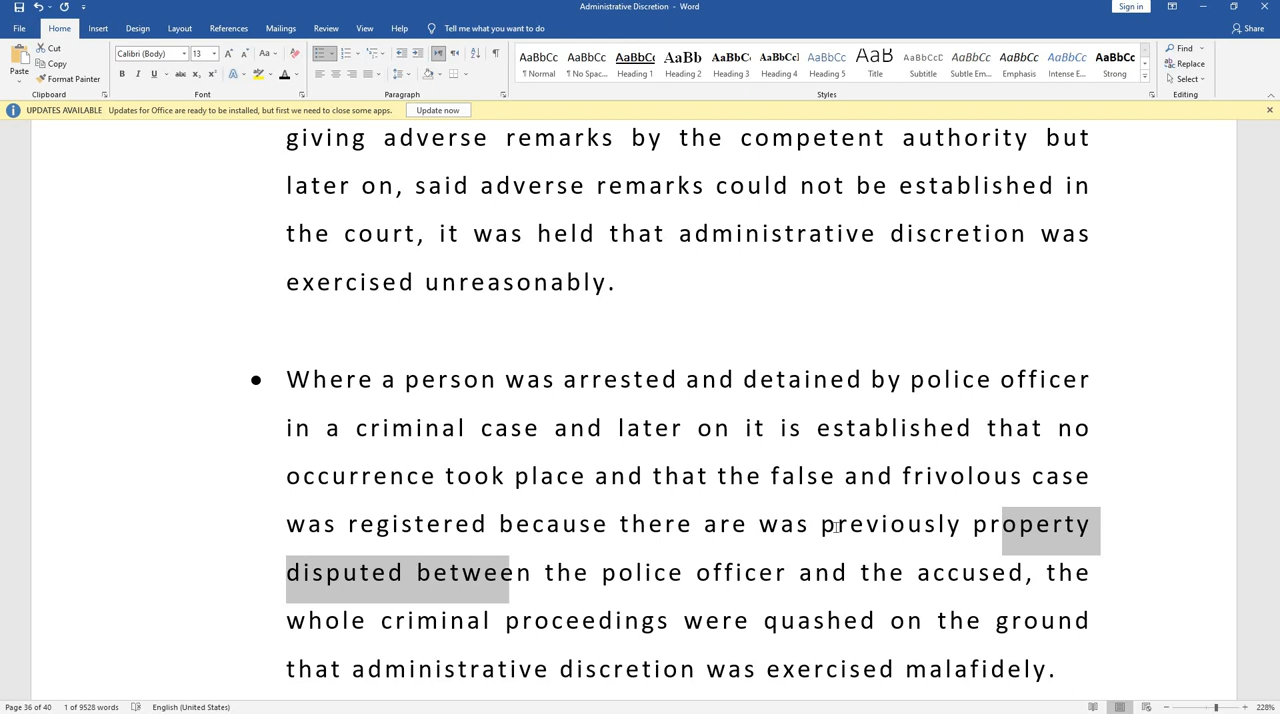 Administrative Discretion - Word
Sign in
File Home Insert Design Layout References Mailings Review View Help Tell me what you want to do Share
Paste Cut Copy Format Painter Clipboard
Calibri (Body) 13 Font
Paragraph
AaBbCc ¶ Normal
AaBbCc ¶ No Spac...
AaBbCc Heading 1
AaBb Heading 2
AaBbC Heading 3
AaBbCcI Heading 4
AaBbCc Heading 5
AaB Title
AaBbCcD Subtitle
AaBbCc Subtle Em...
AaBbCc Emphasis
AaBbCc Intense E...
AaBbCc Strong
Styles
Find Replace Select Editing
UPDATES AVAILABLE Updates for Office are ready to be installed, but first we need to close some apps. Update now
giving adverse remarks by the competent authority but
later on, said adverse remarks could not be established in
the court, it was held that administrative discretion was
exercised unreasonably.
• Where a person was arrested and detained by police officer
in a criminal case and later on it is established that no
occurrence took place and that the false and frivolous case
was registered because there are was previously property
disputed between the police officer and the accused, the
whole criminal proceedings were quashed on the ground
that administrative discretion was exercised malafidely.
Page 36 of 40 1 of 9528 words English (United States) 228%